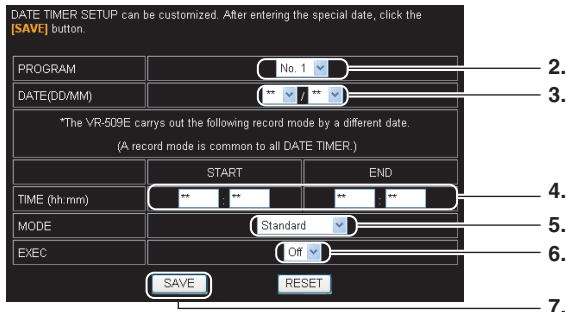 DATE TIMER SETUP can be customized. After entering the special date, click the
[SAVE] button.
PROGRAM No. 1 2.
DATE(DD/MM) ** / ** 3.
*The VR-509E carrys out the following record mode by a different date.
(A record mode is common to all DATE TIMER.)
START END
TIME (hh:mm) ** : ** ** : ** 4.
MODE Standard 5.
EXEC Off 6.
SAVE RESET
7.